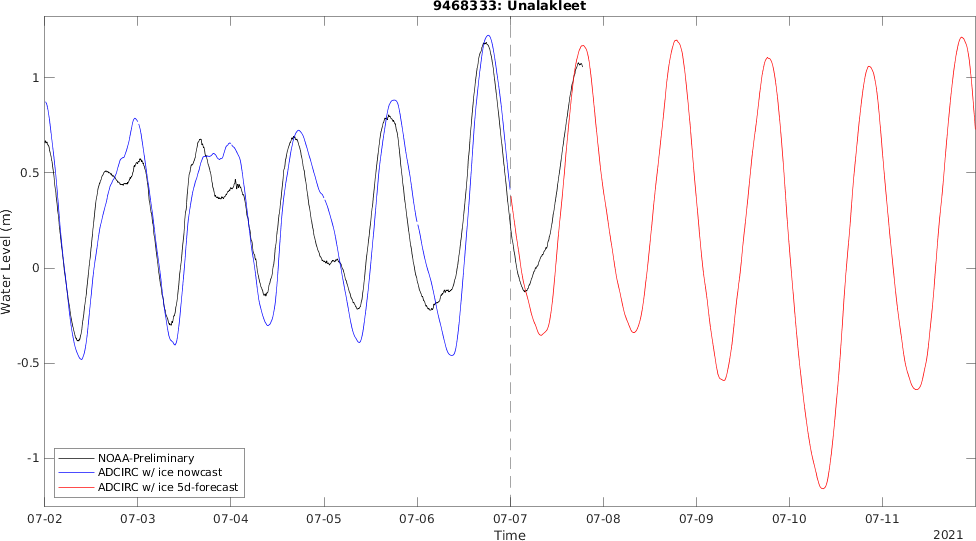 9468333: Unalakleet
Water Level (m)
1
0.5
0
-0.5
-1
NOAA-Preliminary
ADCIRC w/ ice nowcast
ADCIRC w/ ice 5d-forecast
07-02 07-03 07-04 07-05 07-06 07-07 07-08 07-09 07-10 07-11
Time
2021